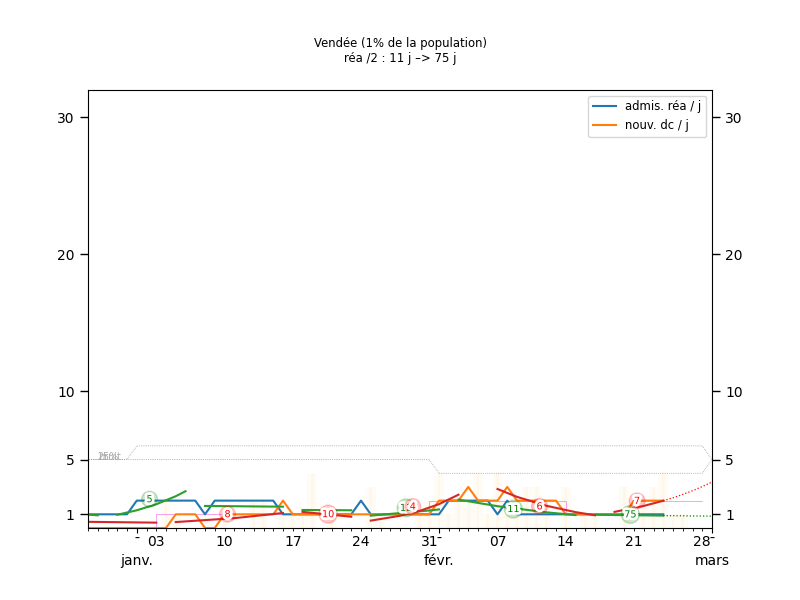 Vendée (1% de la population)
réa /2 : 11 j –> 75 j
admis. réa / j
nouv. dc / j
30 30
20 20
10 10
5 5
1 1
5 8 10 4 11 6 75 7
03 10 17 24 31 07 14 21 28
janv. févr. mars